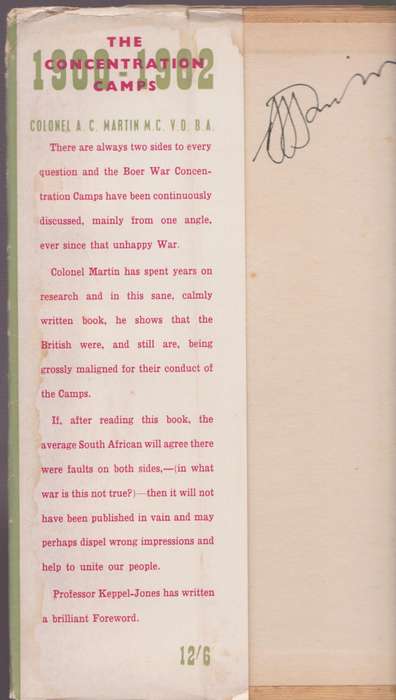 THE
CONCENTRATION
1900-1902
CAMPS
COLONEL A. C. MARTIN M.C. V.D. B.A.
There are always two sides to every
question and the Boer War Concen-
tration Camps have been continuously
discussed, mainly from one angle,
ever since that unhappy War.
Colonel Martin has spent years on
research and in this sane, calmly
written book, he shows that the
British were, and still are, being
grossly maligned for their conduct of
the Camps.
If, after reading this book, the
average South African will agree there
were faults on both sides,—(in what
war is this not true?)—then it will not
have been published in vain and may
perhaps dispel wrong impressions and
help to unite our people.
Professor Keppel-Jones has written
a brilliant Foreword.
12/6